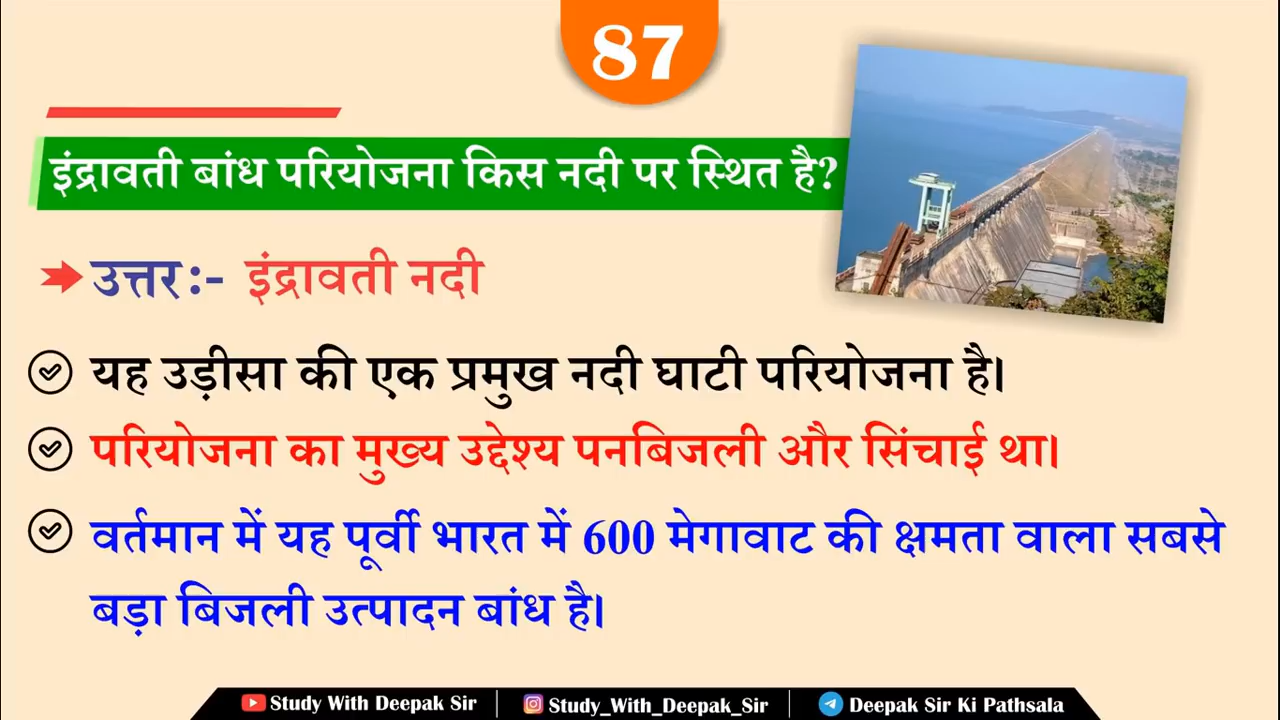 87
इंद्रावती बांध परियोजना किस नदी पर स्थित है?
उत्तर:- इंद्रावती नदी
यह उड़ीसा की एक प्रमुख नदी घाटी परियोजना है।
परियोजना का मुख्य उद्देश्य पनबिजली और सिंचाई था।
वर्तमान में यह पूर्वी भारत में 600 मेगावाट की क्षमता वाला सबसे
बड़ा बिजली उत्पादन बांध है।
Study With Deepak Sir
Study_With_Deepak_Sir
Deepak Sir Ki Pathsala